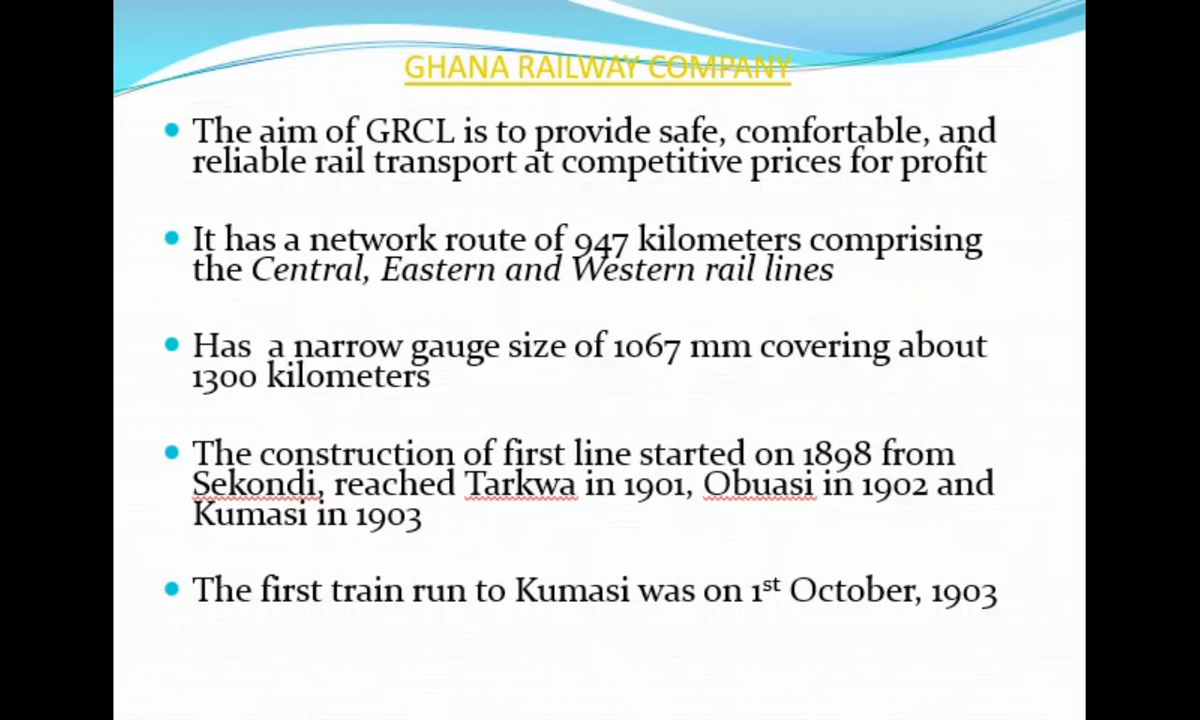 GHANA RAILWAY COMPANY
The aim of GRCL is to provide safe, comfortable, and
reliable rail transport at competitive prices for profit
It has a network route of 947 kilometers comprising
the Central, Eastern and Western rail lines
Has a narrow gauge size of 1067 mm covering about
1300 kilometers
The construction of first line started on 1898 from
Sekondi, reached Tarkwa in 1901, Obuasi in 1902 and
Kumasi in 1903
The first train run to Kumasi was on 1st October, 1903